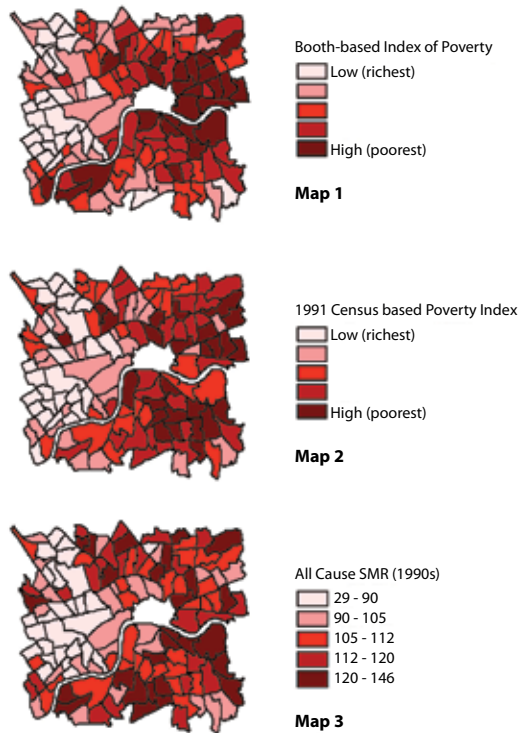 Booth-based Index of Poverty
Low (richest)
High (poorest)
Map 1
1991 Census based Poverty Index
Low (richest)
High (poorest)
Map 2
All Cause SMR (1990s)
29 - 90
90 - 105
105 - 112
112 - 120
120 - 146
Map 3